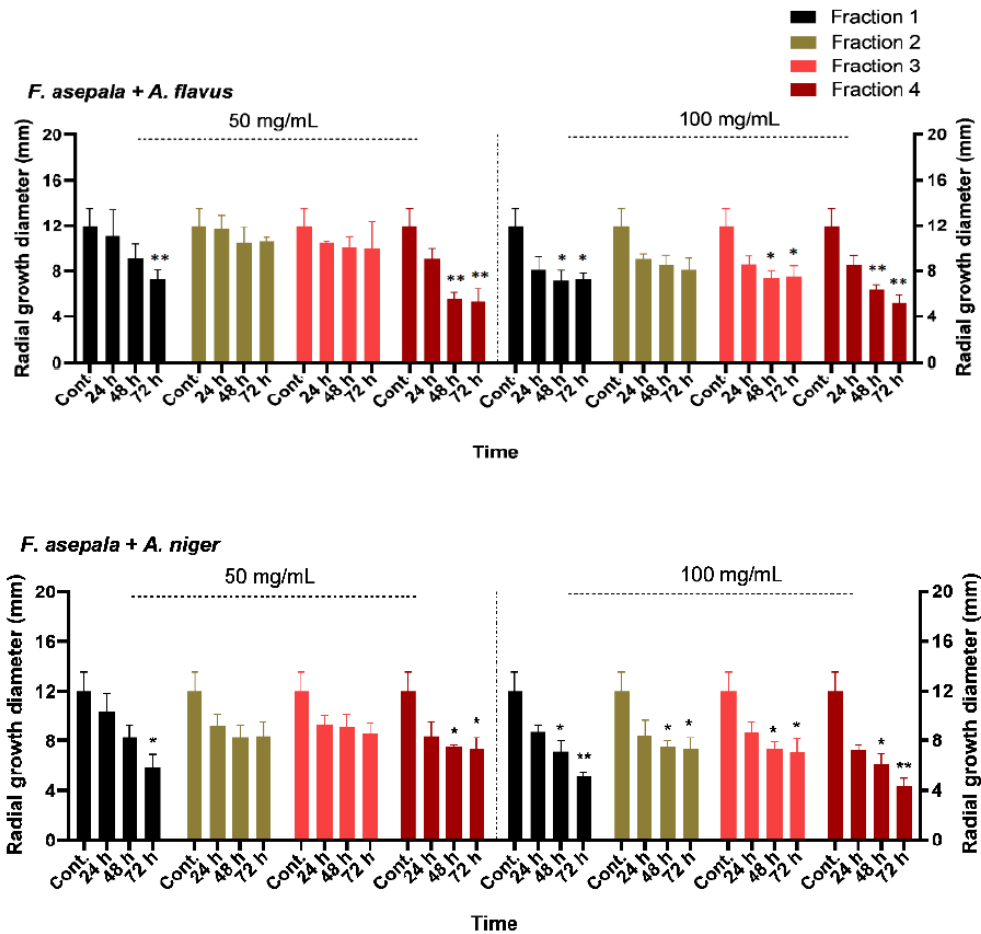 Fraction 1
Fraction 2
Fraction 3
Fraction 4
F. asepala + A. flavus
50 mg/mL
100 mg/mL
Radial growth diameter (mm)
20
16
12
8
4
0
** ** ** * * * * ** **
20
16
12
8
4
0
Radial growth diameter (mm)
Cont. 24 h 48 h 72 h Cont. 24 h 48 h 72 h Cont. 24 h 48 h 72 h Cont. 24 h 48 h 72 h Cont. 24 h 48 h 72 h Cont. 24 h 48 h 72 h Cont. 24 h 48 h 72 h Cont. 24 h 48 h 72 h
Time
F. asepala + A. niger
50 mg/mL
100 mg/mL
Radial growth diameter (mm)
20
16
12
8
4
0
* * * * ** * * * * * **
20
16
12
8
4
0
Radial growth diameter (mm)
Cont. 24 h 48 h 72 h Cont. 24 h 48 h 72 h Cont. 24 h 48 h 72 h Cont. 24 h 48 h 72 h Cont. 24 h 48 h 72 h Cont. 24 h 48 h 72 h Cont. 24 h 48 h 72 h Cont. 24 h 48 h 72 h
Time